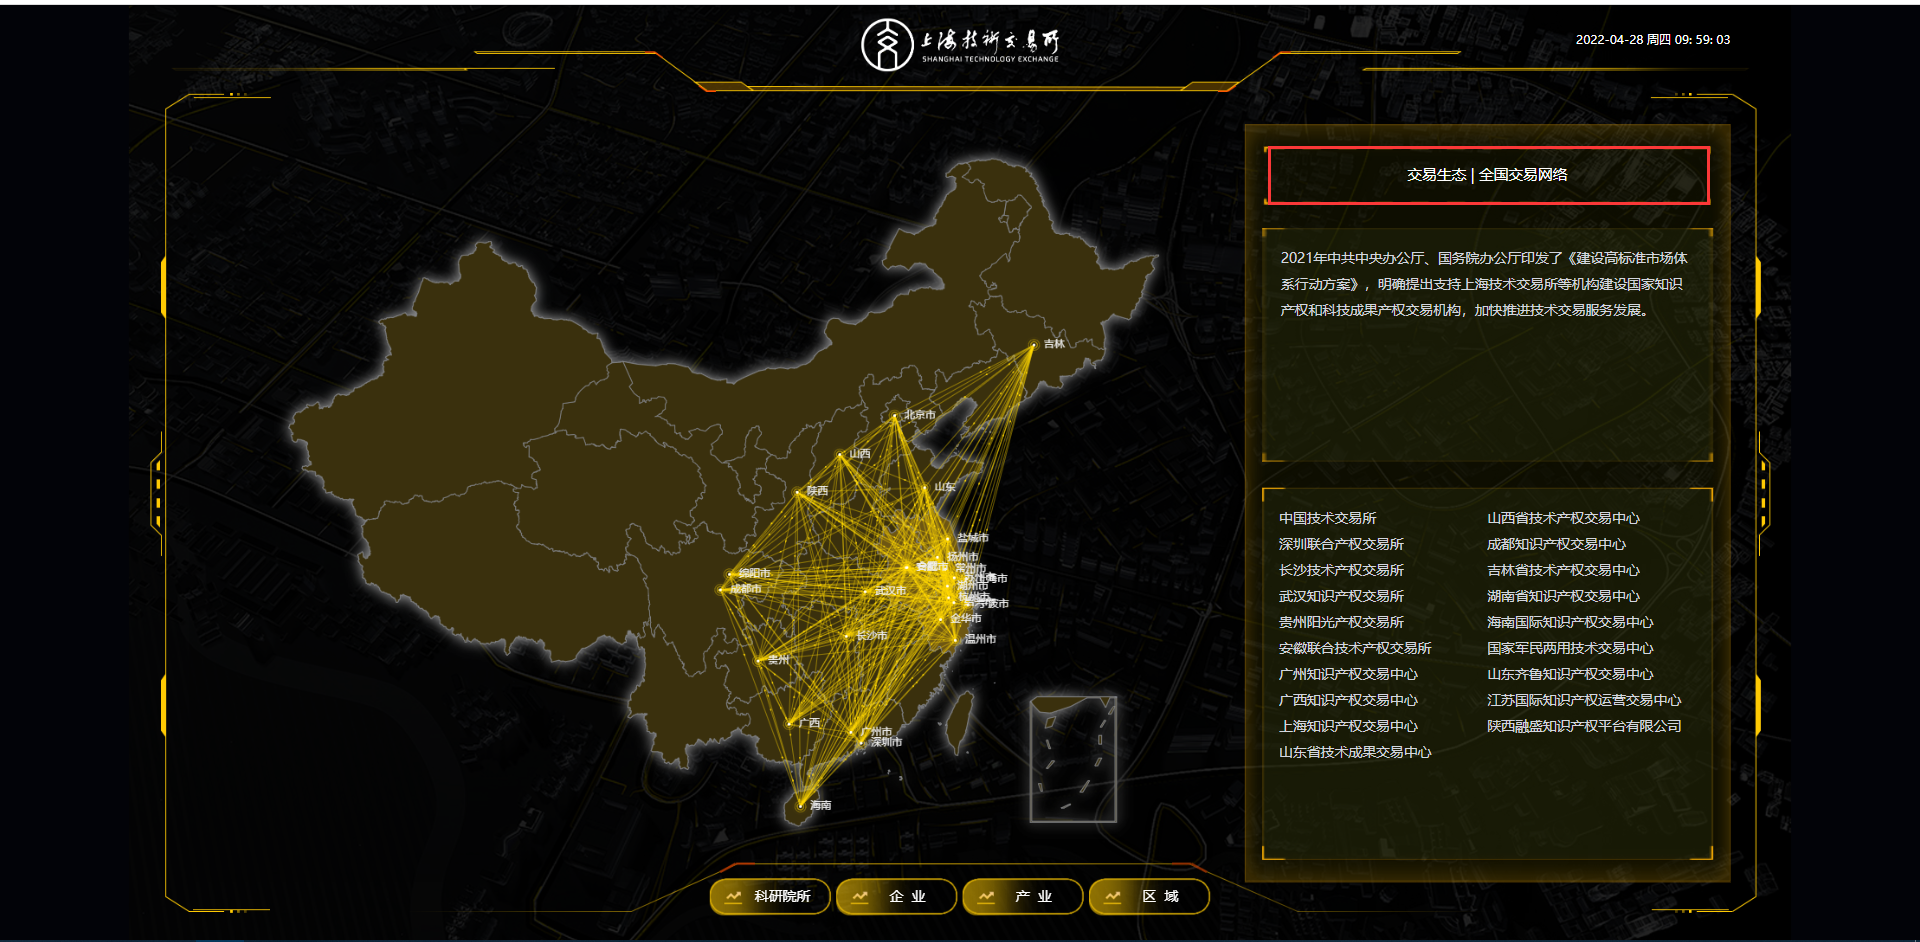 上海技術交易所
SHANGHAI TECHNOLOGY EXCHANGE
2022-04-28 周四 09: 59: 03
交易生态 | 全国交易网络
2021年中共中央办公厅、国务院办公厅印发了《建设高标准市场体
系行动方案》，明确提出支持上海技术交易所等机构建设国家知识
产权和科技成果产权交易机构，加快推进技术交易服务发展。
吉林
北京市
山西
陕西
山东
盐城市
扬州市
常州市
绵阳市
成都市
武汉市
湖州市
杭州市
金华市
温州市
长沙市
贵州
广西
广州市
深圳市
海南
中国技术交易所
山西省技术产权交易中心
深圳联合产权交易所
成都知识产权交易中心
长沙技术产权交易所
吉林省技术产权交易中心
武汉知识产权交易所
湖南省知识产权交易中心
贵州阳光产权交易所
海南国际知识产权交易中心
安徽联合技术产权交易所
国家军民两用技术交易中心
广州知识产权交易中心
山东齐鲁知识产权交易中心
广西知识产权交易中心
江苏国际知识产权运营交易中心
上海知识产权交易中心
陕西融盛知识产权平台有限公司
山东省技术成果交易中心
科研院所
企 业
产 业
区 域